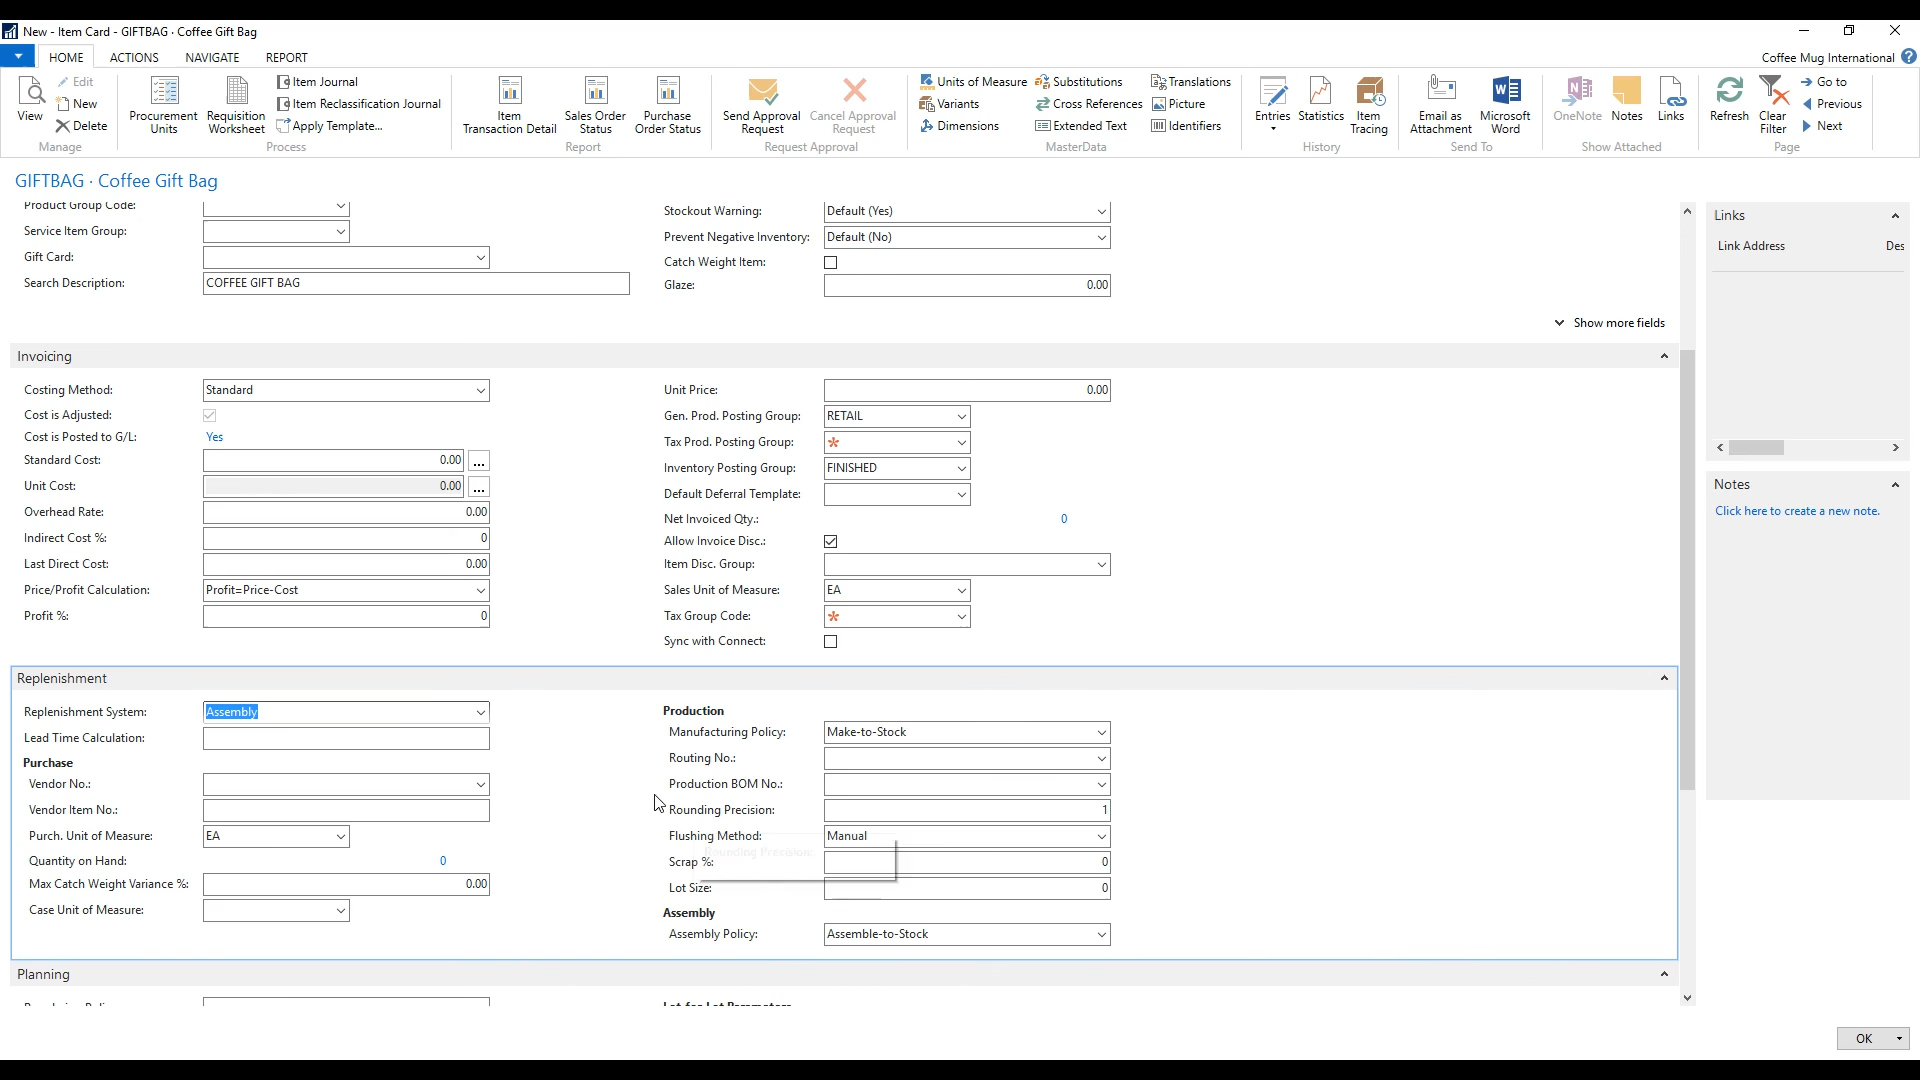 New - Item Card - GIFTBAG · Coffee Gift Bag
HOME ACTIONS NAVIGATE REPORT Coffee Mug International ?
View
Edit
New
Delete
Manage
Procurement Units
Requisition Worksheet
Item Journal
Item Reclassification Journal
Apply Template...
Process
Item Transaction Detail
Sales Order Status
Purchase Order Status
Report
Send Approval Request
Cancel Approval Request
Request Approval
Units of Measure
Variants
Dimensions
Substitutions
Cross References
Extended Text
Translations
Picture
Identifiers
MasterData
Entries
Statistics
Item Tracing
History
Email as Attachment
Microsoft Word
Send To
OneNote
Notes
Links
Show Attached
Refresh
Clear Filter
Go to
Previous
Next
Page
GIFTBAG · Coffee Gift Bag
Product Group Code:
Service Item Group:
Gift Card:
Search Description: COFFEE GIFT BAG
Stockout Warning: Default (Yes)
Prevent Negative Inventory: Default (No)
Catch Weight Item:
Glaze: 0.00
Show more fields
Invoicing
Costing Method: Standard
Cost is Adjusted:
Cost is Posted to G/L: Yes
Standard Cost: 0.00 ...
Unit Cost: 0.00 ...
Overhead Rate: 0.00
Indirect Cost %: 0
Last Direct Cost: 0.00
Price/Profit Calculation: Profit=Price-Cost
Profit %: 0
Unit Price: 0.00
Gen. Prod. Posting Group: RETAIL
Tax Prod. Posting Group: *
Inventory Posting Group: FINISHED
Default Deferral Template:
Net Invoiced Qty.: 0
Allow Invoice Disc.:
Item Disc. Group:
Sales Unit of Measure: EA
Tax Group Code: *
Sync with Connect:
Replenishment
Replenishment System: Assembly
Lead Time Calculation:
Purchase
Vendor No.:
Vendor Item No.:
Purch. Unit of Measure: EA
Quantity on Hand: 0
Max Catch Weight Variance %: 0.00
Case Unit of Measure:
Production
Manufacturing Policy: Make-to-Stock
Routing No.:
Production BOM No.:
Rounding Precision: 1
Flushing Method: Manual
Rounding Precision:
Scrap %: 0
Lot Size: 0
Assembly
Assembly Policy: Assemble-to-Stock
Planning
Links
Link Address Des
Notes
Click here to create a new note.
OK